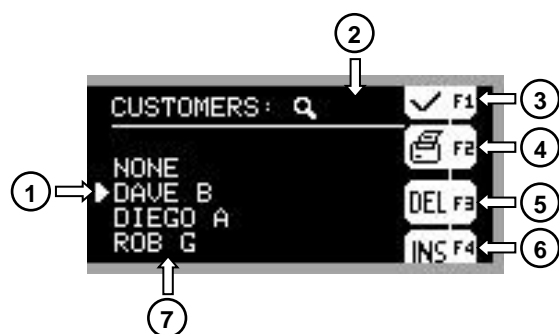 2
CUSTOMERS:
F1
3
F2
4
NONE
1
DAVE B
DEL F3
5
DIEGO A
ROB G
INS F4
6
7